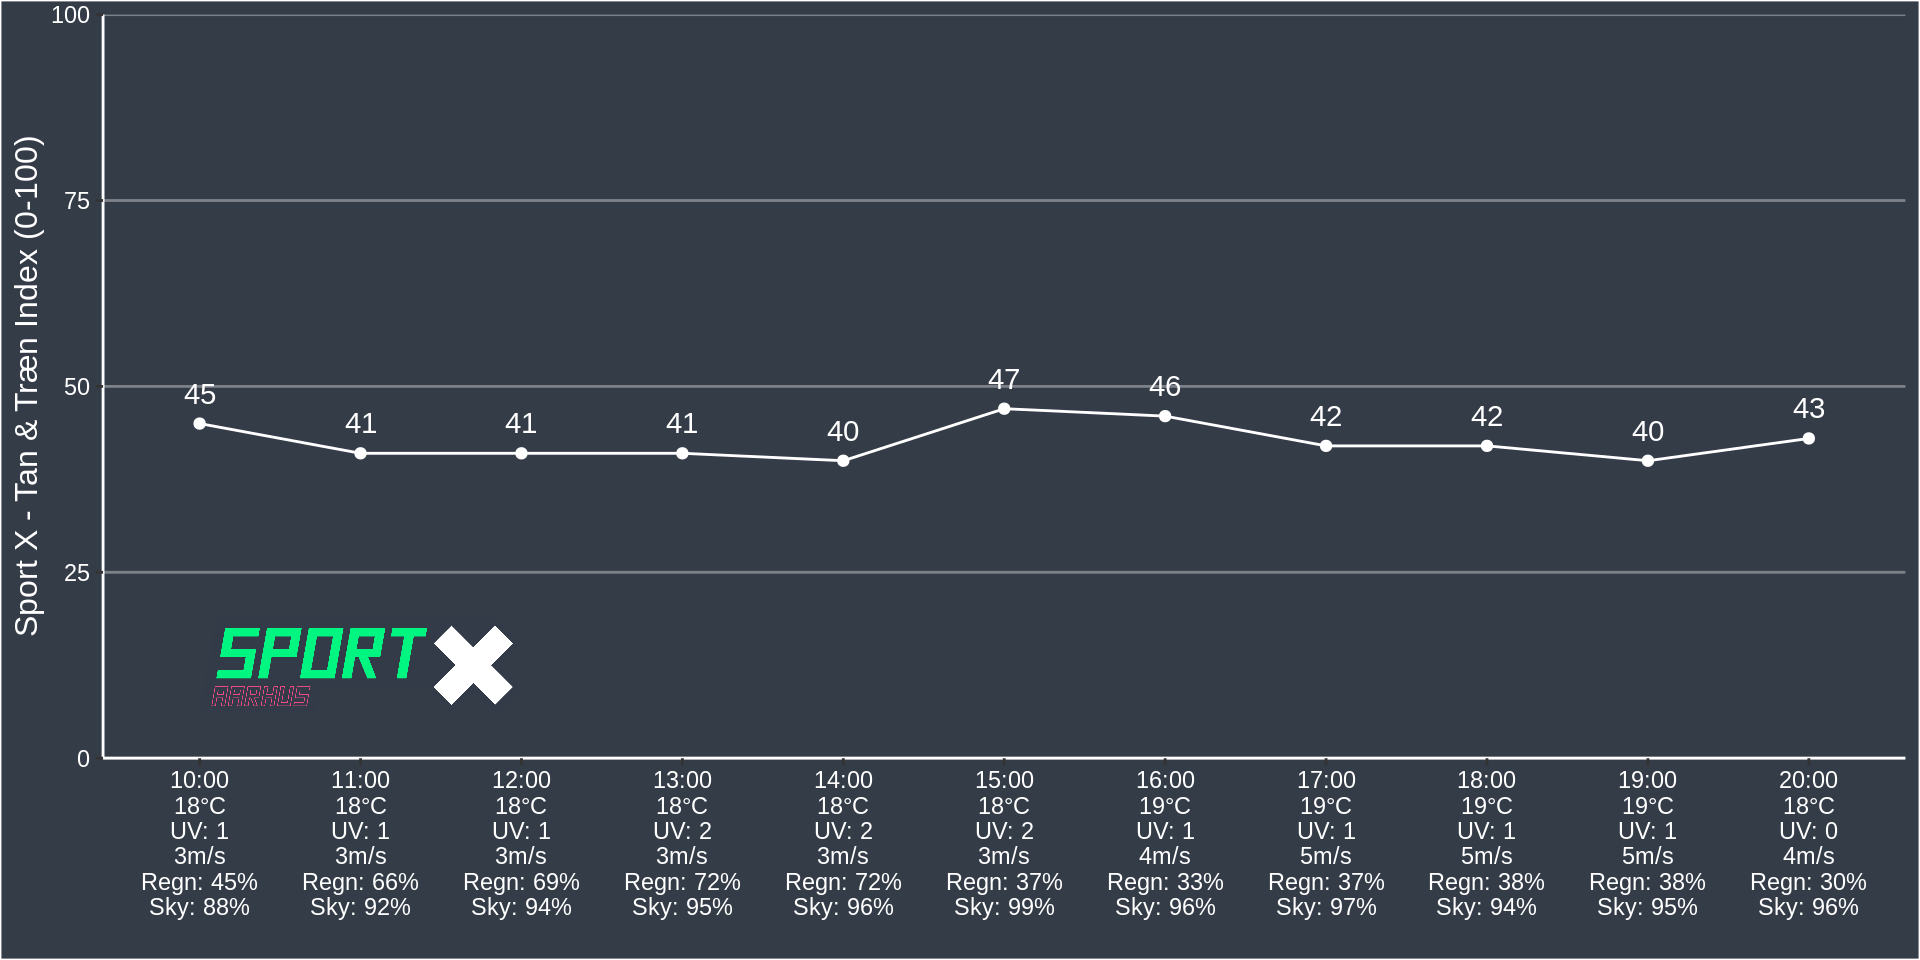 Sport X - Tan & Træn Index (0-100)
100
75
50
25
0
45 41 41 41 40 47 46 42 42 40 43
SPORT X
AARHUS
10:00 11:00 12:00 13:00 14:00 15:00 16:00 17:00 18:00 19:00 20:00
18°C 18°C 18°C 18°C 18°C 18°C 19°C 19°C 19°C 19°C 18°C
UV: 1 UV: 1 UV: 1 UV: 2 UV: 2 UV: 2 UV: 1 UV: 1 UV: 1 UV: 1 UV: 0
3m/s 3m/s 3m/s 3m/s 3m/s 3m/s 4m/s 5m/s 5m/s 5m/s 4m/s
Regn: 45% Regn: 66% Regn: 69% Regn: 72% Regn: 72% Regn: 37% Regn: 33% Regn: 37% Regn: 38% Regn: 38% Regn: 30%
Sky: 88% Sky: 92% Sky: 94% Sky: 95% Sky: 96% Sky: 99% Sky: 96% Sky: 97% Sky: 94% Sky: 95% Sky: 96%